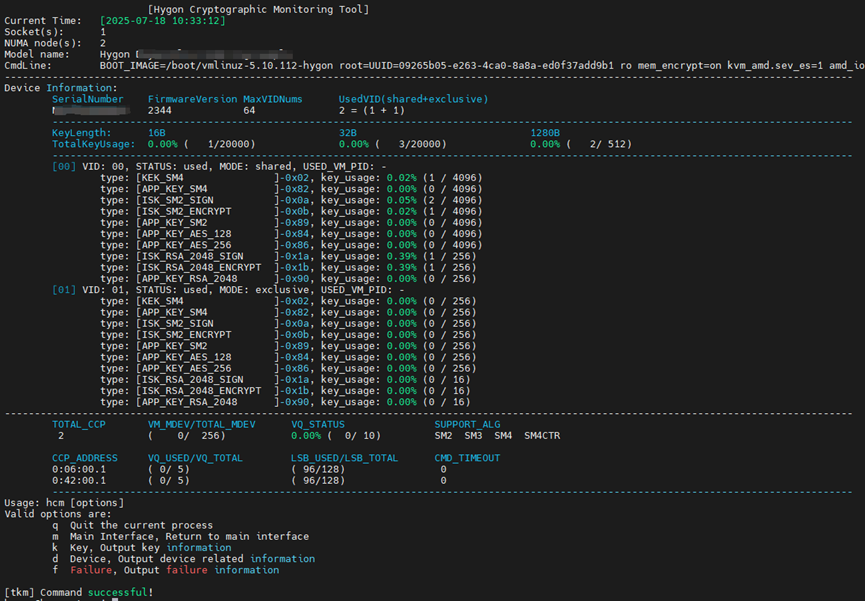 [Hygon Cryptographic Monitoring Tool]
Current Time: [2025-07-18 10:33:12]
Socket(s): 1
NUMA node(s): 2
Model name: Hygon
CmdLine: BOOT_IMAGE=/boot/vmlinuz-5.10.112-hygon root=UUID=09265b05-e263-4ca0-8a8a-ed0f37add9b1 ro mem_encrypt=on kvm_amd.sev_es=1 amd_io
Device Information:
SerialNumber FirmwareVersion MaxVIDNums UsedVID(shared+exclusive)
2344 64 2 = (1 + 1)
KeyLength: 16B 32B 1280B
TotalKeyUsage: 0.00% ( 1/20000) 0.00% ( 3/20000) 0.00% ( 2/ 512)
[00] VID: 00, STATUS: used, MODE: shared, USED_VM_PID: -
type: [KEK_SM4 ]-0x02, key_usage: 0.02% (1 / 4096)
type: [APP_KEY_SM4 ]-0x82, key_usage: 0.00% (0 / 4096)
type: [ISK_SM2_SIGN ]-0x0a, key_usage: 0.05% (2 / 4096)
type: [ISK_SM2_ENCRYPT ]-0x0b, key_usage: 0.02% (1 / 4096)
type: [APP_KEY_SM2 ]-0x89, key_usage: 0.00% (0 / 4096)
type: [APP_KEY_AES_128 ]-0x84, key_usage: 0.00% (0 / 4096)
type: [APP_KEY_AES_256 ]-0x86, key_usage: 0.00% (0 / 4096)
type: [ISK_RSA_2048_SIGN ]-0x1a, key_usage: 0.39% (1 / 256)
type: [ISK_RSA_2048_ENCRYPT ]-0x1b, key_usage: 0.39% (1 / 256)
type: [APP_KEY_RSA_2048 ]-0x90, key_usage: 0.00% (0 / 256)
[01] VID: 01, STATUS: used, MODE: exclusive, USED_VM_PID: -
type: [KEK_SM4 ]-0x02, key_usage: 0.00% (0 / 256)
type: [APP_KEY_SM4 ]-0x82, key_usage: 0.00% (0 / 256)
type: [ISK_SM2_SIGN ]-0x0a, key_usage: 0.00% (0 / 256)
type: [ISK_SM2_ENCRYPT ]-0x0b, key_usage: 0.00% (0 / 256)
type: [APP_KEY_SM2 ]-0x89, key_usage: 0.00% (0 / 256)
type: [APP_KEY_AES_128 ]-0x84, key_usage: 0.00% (0 / 256)
type: [APP_KEY_AES_256 ]-0x86, key_usage: 0.00% (0 / 256)
type: [ISK_RSA_2048_SIGN ]-0x1a, key_usage: 0.00% (0 / 16)
type: [ISK_RSA_2048_ENCRYPT ]-0x1b, key_usage: 0.00% (0 / 16)
type: [APP_KEY_RSA_2048 ]-0x90, key_usage: 0.00% (0 / 16)
TOTAL_CCP VM_MDEV/TOTAL_MDEV VQ_STATUS SUPPORT_ALG
2 ( 0/ 256) 0.00% ( 0/ 10) SM2 SM3 SM4 SM4CTR
CCP_ADDRESS VQ_USED/VQ_TOTAL LSB_USED/LSB_TOTAL CMD_TIMEOUT
0:06:00.1 ( 0/ 5) ( 96/128) 0
0:42:00.1 ( 0/ 5) ( 96/128) 0
Usage: hcm [options]
Valid options are:
q Quit the current process
m Main Interface, Return to main interface
k Key, Output key information
d Device, Output device related information
f Failure, Output failure information
[tkm] Command successful!